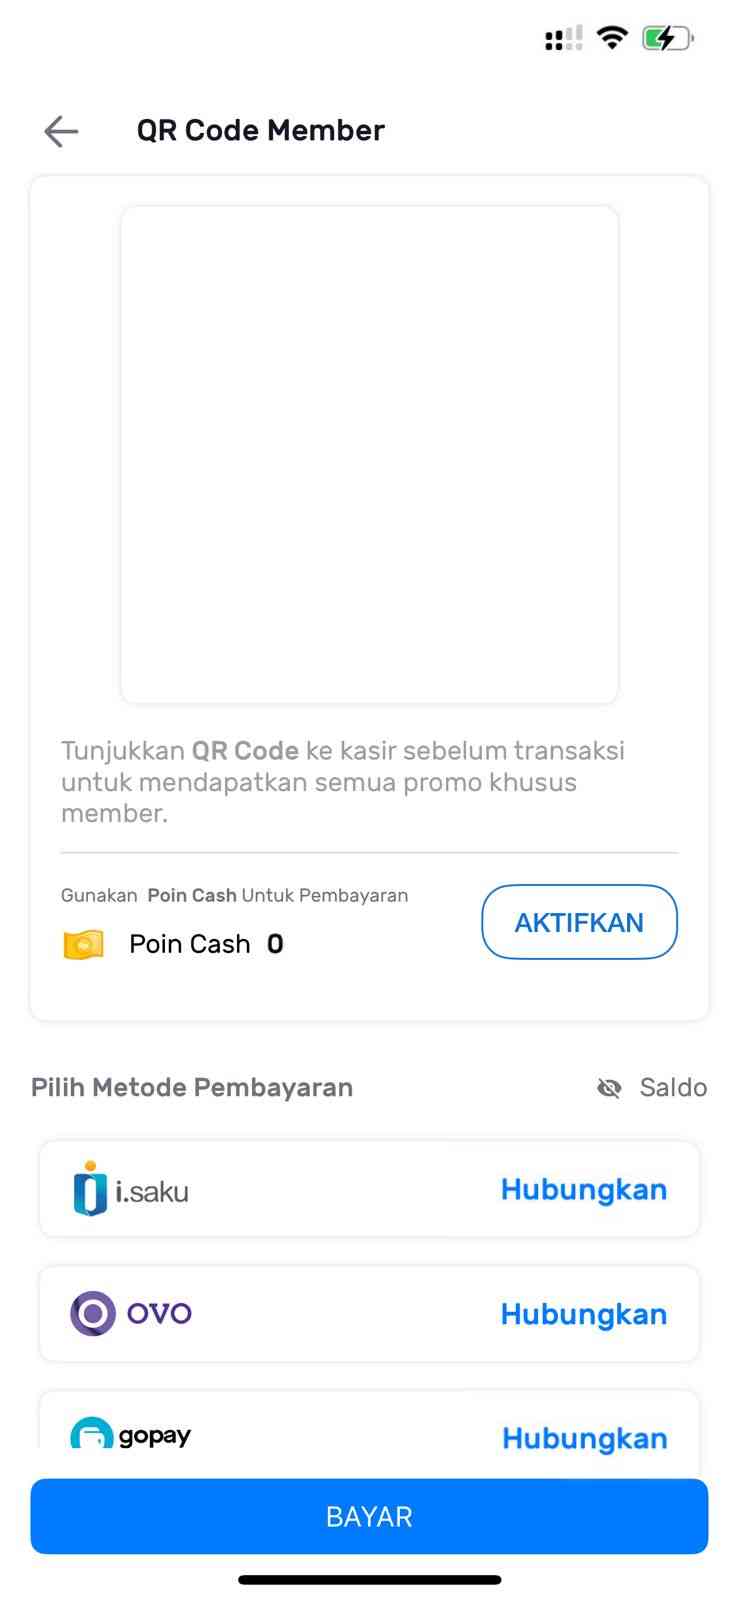 QR Code Member
Tunjukkan QR Code ke kasir sebelum transaksi
untuk mendapatkan semua promo khusus
member.
Gunakan Poin Cash Untuk Pembayaran
Poin Cash 0
AKTIFKAN
Pilih Metode Pembayaran
Saldo
i.saku
Hubungkan
OVO
Hubungkan
gopay
Hubungkan
BAYAR